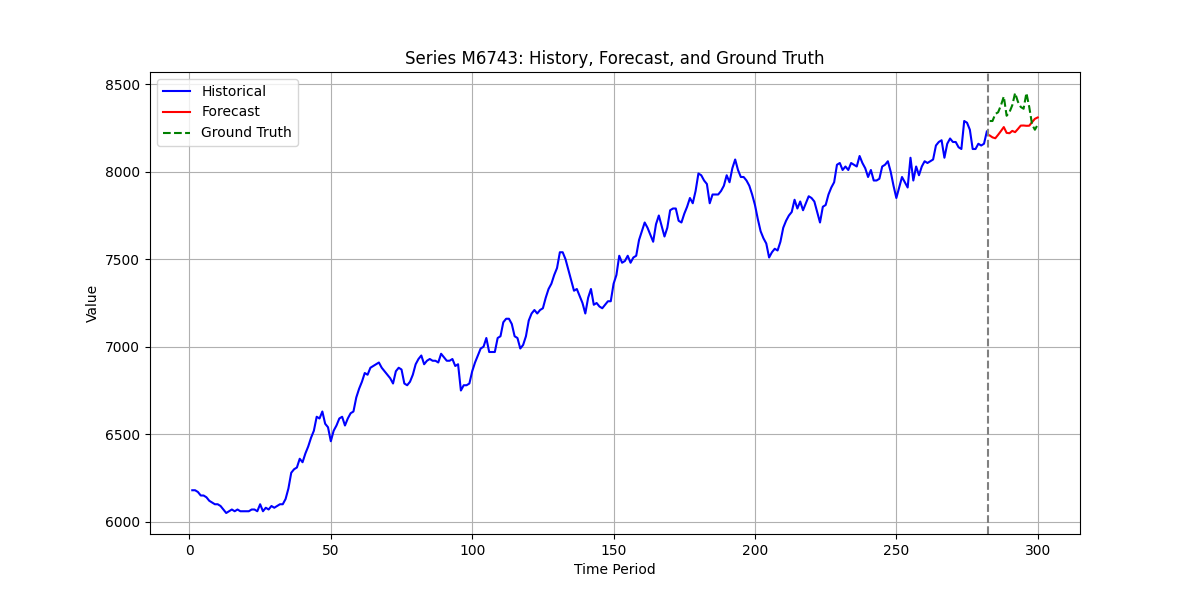 Series M6743: History, Forecast, and Ground Truth
8500
8000
7500
7000
6500
6000
Value
Historical
Forecast
Ground Truth
0
50
100
150
200
250
300
Time Period